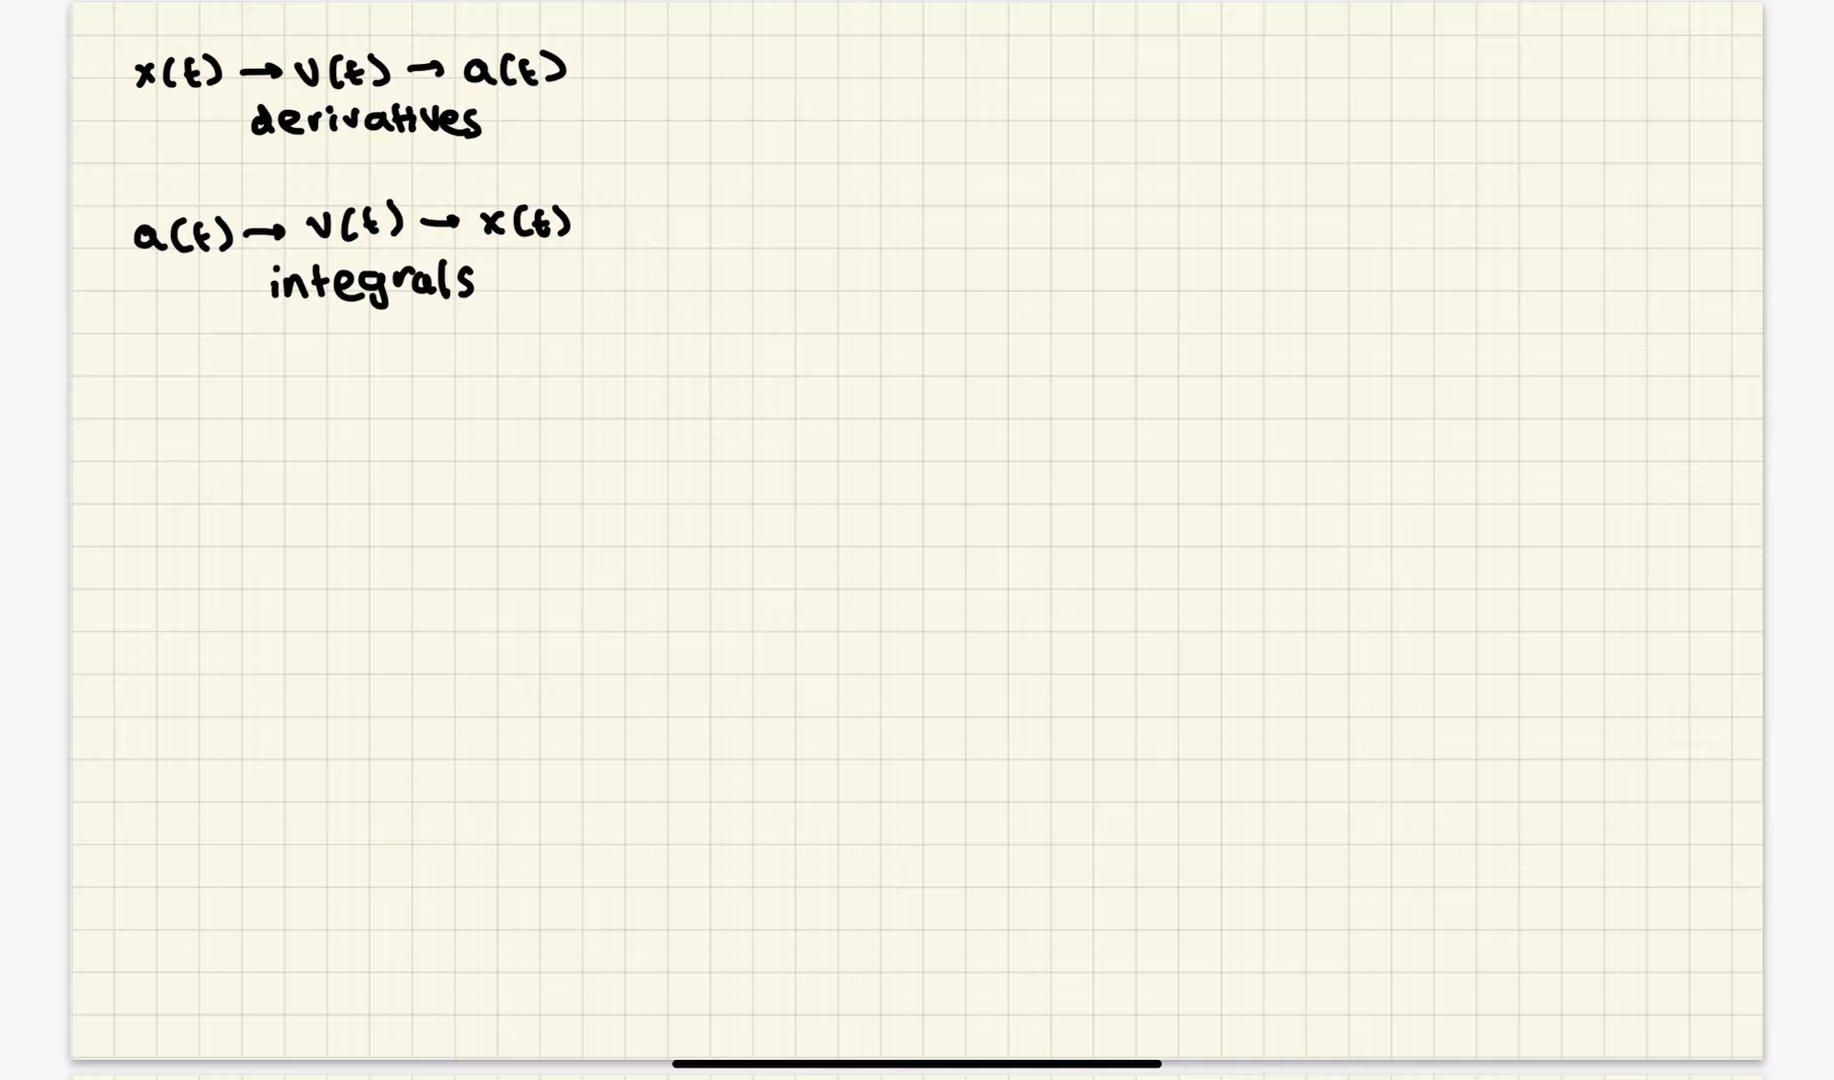 x(t) → v(t) → a(t)
derivatives
a(t) → v(t) → x(t)
integrals